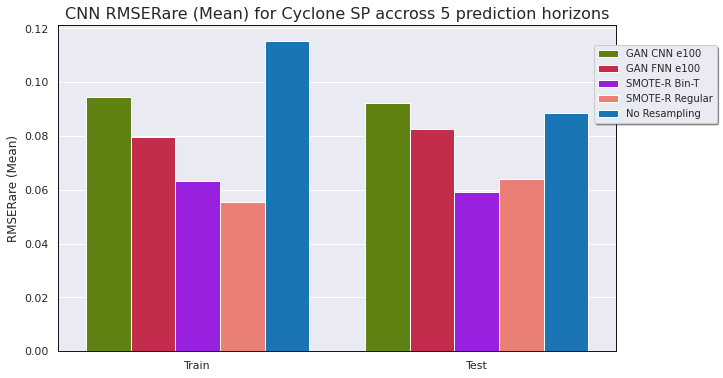 CNN RMSERare (Mean) for Cyclone SP accross 5 prediction horizons
0.12
0.10
0.08
0.06
0.04
0.02
0.00
RMSERare (Mean)
Train
Test
GAN CNN e100
GAN FNN e100
SMOTE-R Bin-T
SMOTE-R Regular
No Resampling